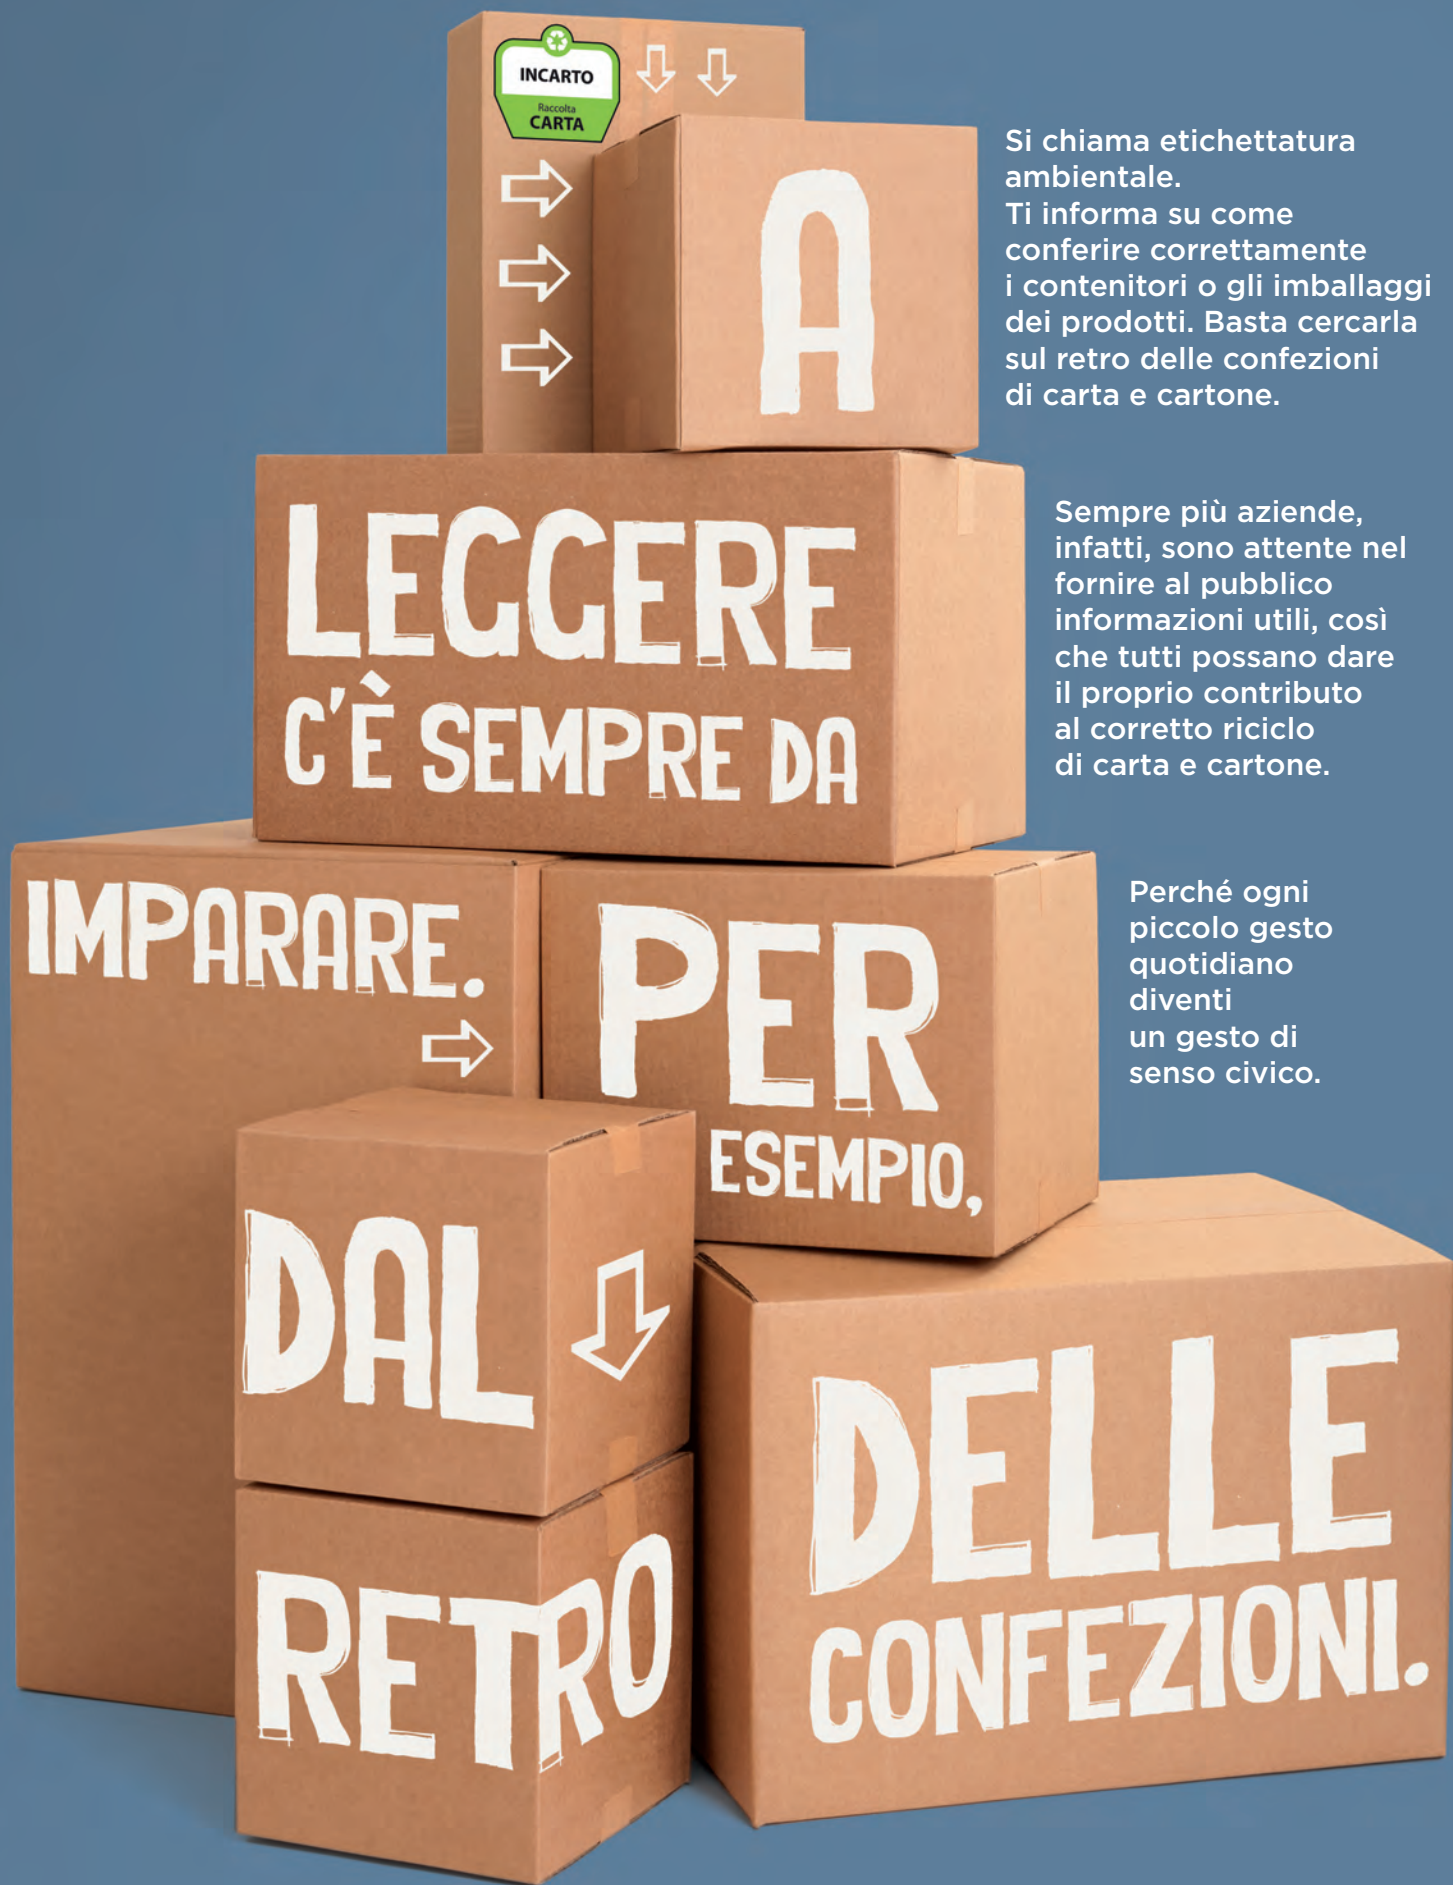 INCARTO
Raccolta
CARTA
A
LEGGERE
C'È SEMPRE DA
IMPARARE.
PER
ESEMPIO,
DAL
RETRO
DELLE
CONFEZIONI.
Si chiama etichettatura
ambientale.
Ti informa su come
conferire correttamente
i contenitori o gli imballaggi
dei prodotti. Basta cercarla
sul retro delle confezioni
di carta e cartone.
Sempre più aziende,
infatti, sono attente nel
fornire al pubblico
informazioni utili, così
che tutti possano dare
il proprio contributo
al corretto riciclo
di carta e cartone.
Perché ogni
piccolo gesto
quotidiano
diventi
un gesto di
senso civico.